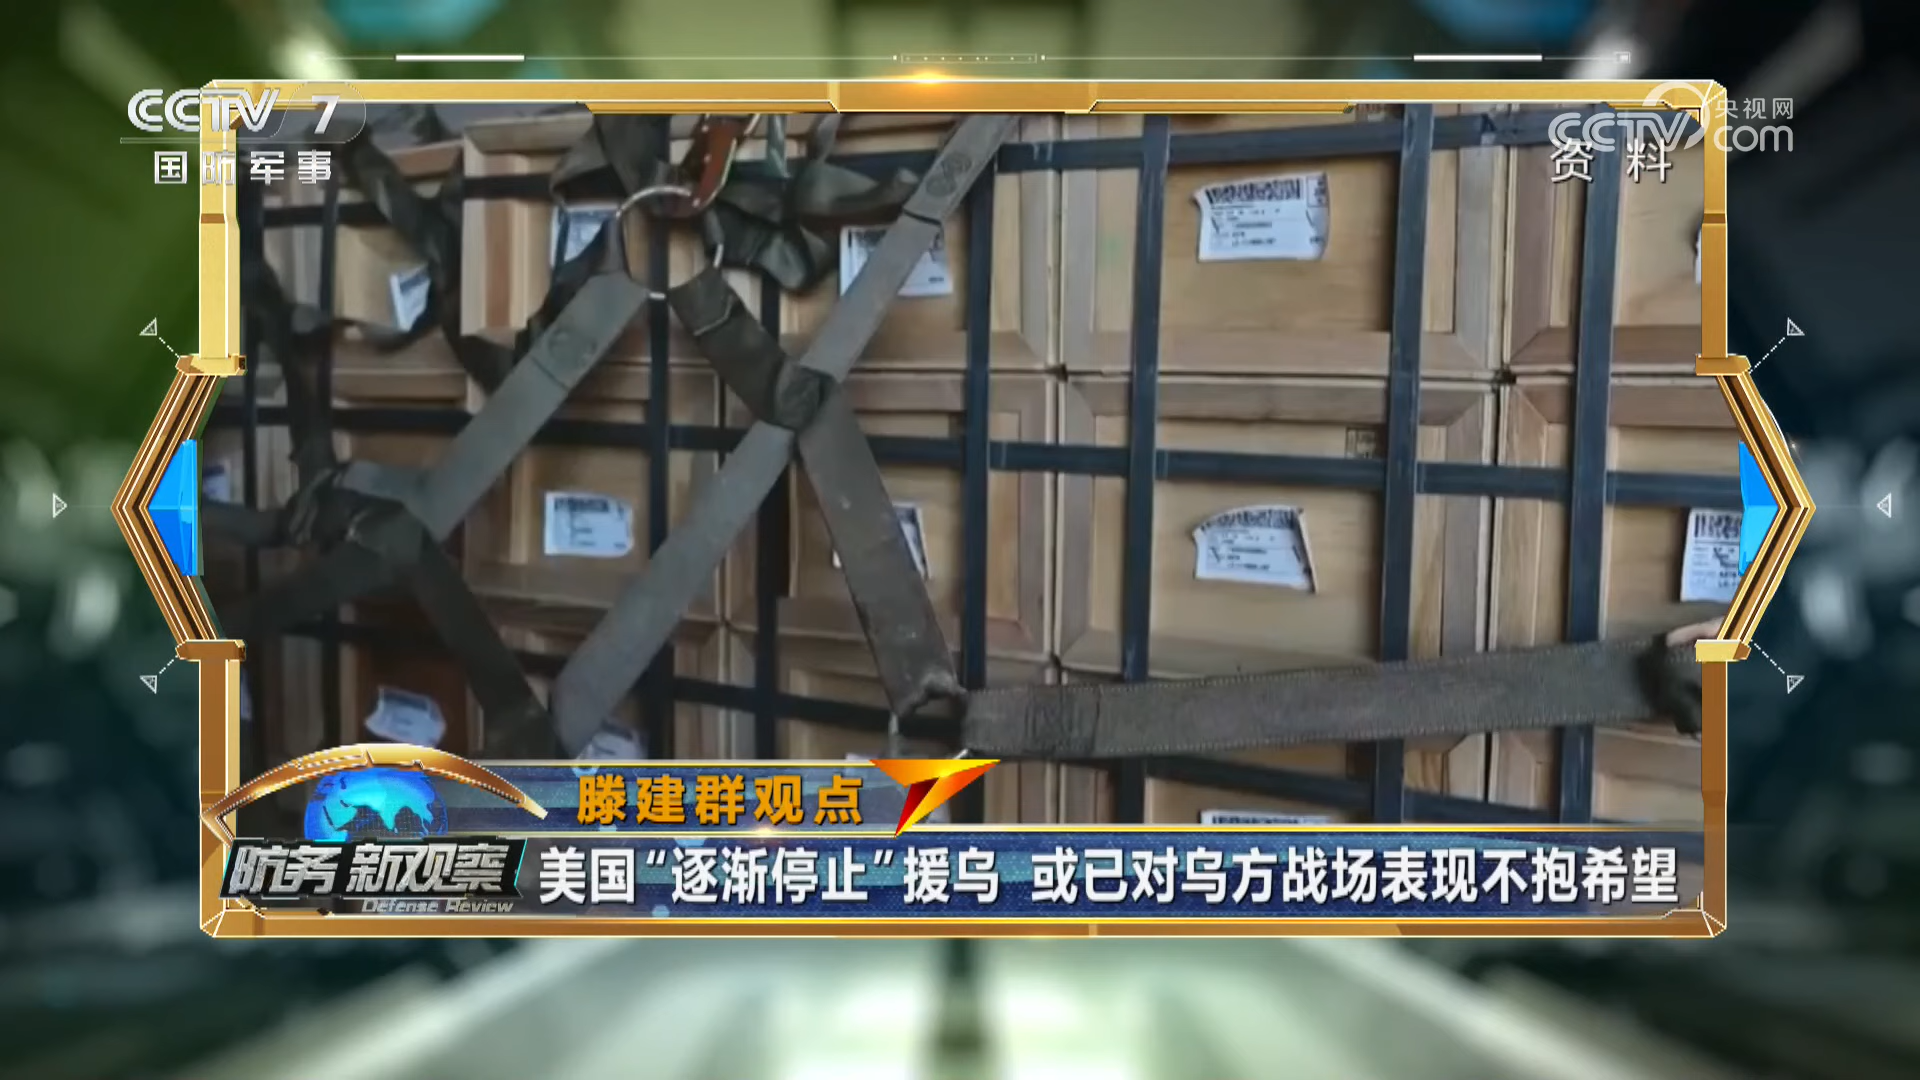 CCTV 7
国防军事
央视网
CCTV com
资 料
滕建群观点
防务新观察
Defense Review
美国“逐渐停止”援乌 或已对乌方战场表现不抱希望